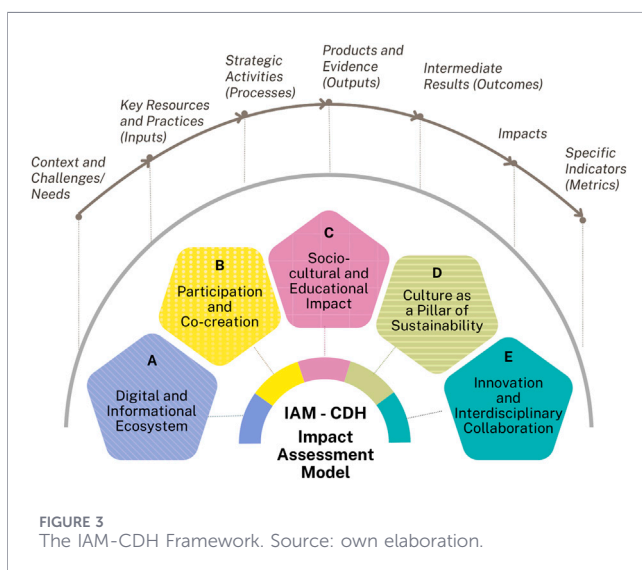 Context and
Challenges/
Needs
Key Resources
and Practices
(Inputs)
Strategic
Activities
(Processes)
Products and
Evidence
(Outputs)
Intermediate
Results (Outcomes)
Impacts
Specific
Indicators
(Metrics)
A
Digital and
Informational
Ecosystem
B
Participation
and
Co-creation
C
Socio-
cultural and
Educational
Impact
D
Culture as
a Pillar of
Sustainability
E
Innovation
and
Interdisciplinary
Collaboration
IAM - CDH
Impact
Assessment
Model
FIGURE 3
The IAM-CDH Framework. Source: own elaboration.